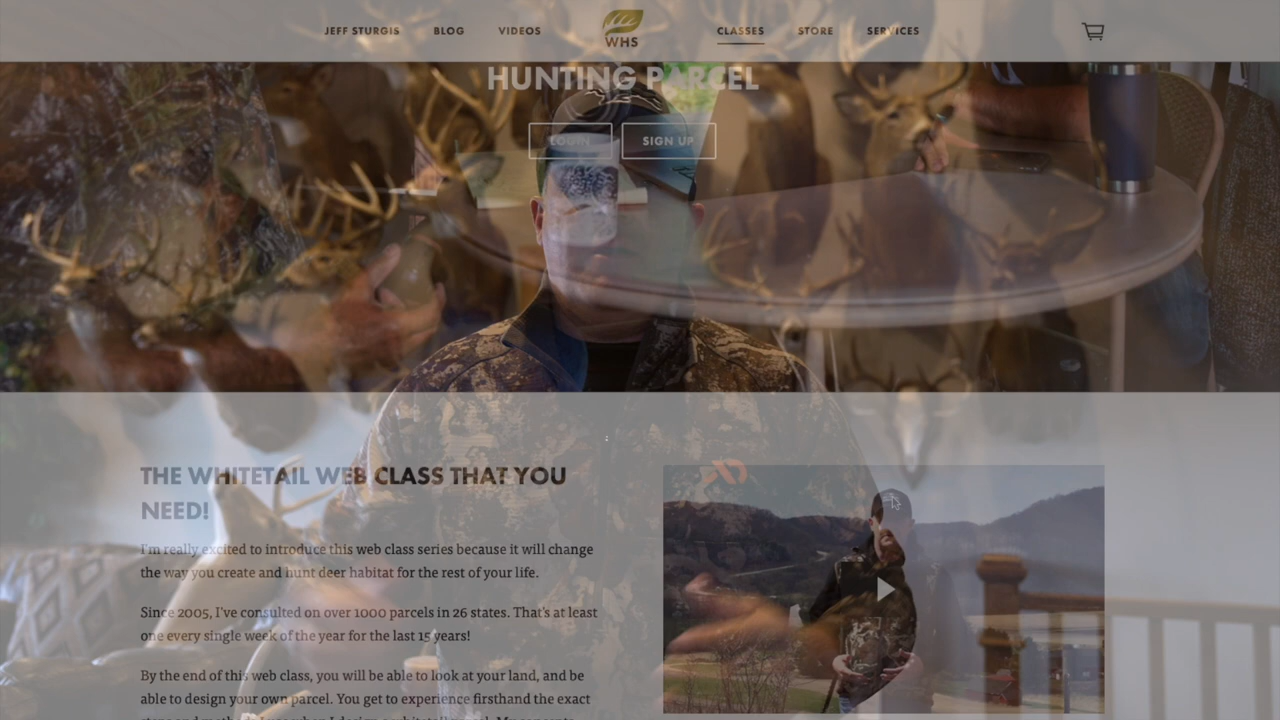 JEFF STURGIS BLOG VIDEOS WHS CLASSES STORE SERVICES
HUNTING PARCEL
LOGIN SIGN UP
THE WHITETAIL WEB CLASS THAT YOU
NEED!
I'm really excited to introduce this web class series because it will change
the way you create and hunt deer habitat for the rest of your life.
Since 2005, I've consulted on over 1000 parcels in 26 states. That's at least
one every single week of the year for the last 15 years!
By the end of this web class, you will be able to look at your land, and be
able to design your own parcel. You get to experience firsthand the exact